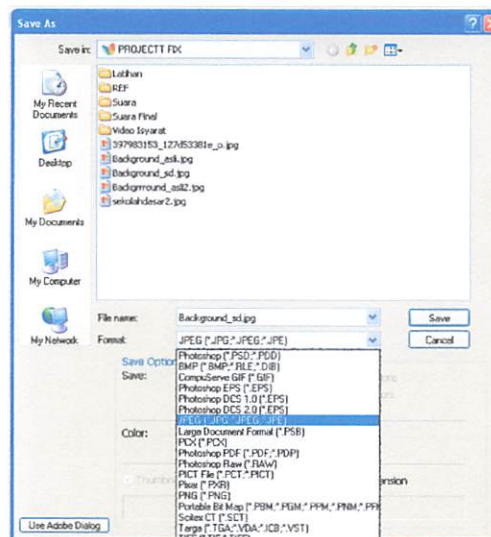 Save As
Save in:
PROJECTT FIX
My Recent
Documents
Desktop
My Documents
My Computer
My Network
Latihan
REF
Suara
Suara Final
Video Isyarat
397983153_127d53381e_o.jpg
Background_asli.jpg
Background_sd.jpg
Backgrround_asli2.jpg
sekolahdasar2.jpg
File name:
Background_sd.jpg
Save
Format:
JPEG (*.JPG;*.JPEG;*.JPE)
Cancel
Save Optio
Save:
Color:
Photoshop (*.PSD;*.PDD)
BMP (*.BMP;*.RLE;*.DIB)
CompuServe GIF (*.GIF)
Photoshop EPS (*.EPS)
Photoshop DCS 1.0 (*.EPS)
Photoshop DCS 2.0 (*.EPS)
JPEG (*.JPG;*.JPEG;*.JPE)
Large Document Format (*.PSB)
PCX (*.PCX)
Photoshop PDF (*.PDF;*.PDP)
Photoshop Raw (*.RAW)
PICT File (*.PCT;*.PICT)
Pixar (*.PXR)
PNG (*.PNG)
Portable Bit Map (*.PBM;*.PGM;*.PPM;*.PNM;*.PF
Scitex CT (*.SCT)
Targa (*.TGA;*.VDA;*.ICB;*.VST)
Thumbn
ension
Use Adobe Dialog